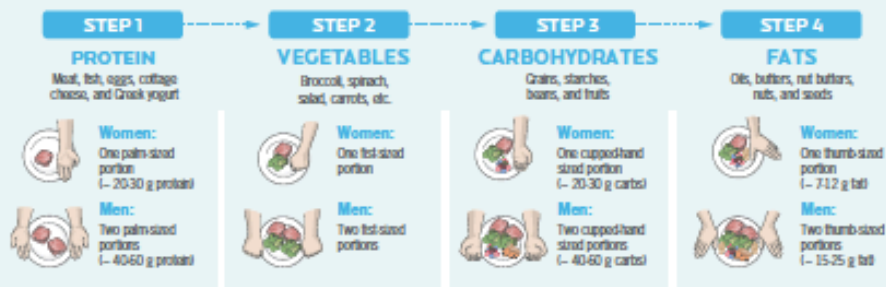 STEP 1
STEP 2
STEP 3
STEP 4
PROTEIN
Meat, fish, eggs, cottage
cheese, and Greek yogurt
VEGETABLES
Broccoli, spinach,
salad, carrots, etc.
CARBOHYDRATES
Grains, starches,
beans, and fruits
FATS
Oils, butters, nut butters,
nuts, and seeds
Women:
One palm-sized
portion
(~ 20-30 g protein)
Men:
Two palm-sized
portions
(~ 40-60 g protein)
Women:
One fist-sized
portion
Men:
Two fist-sized
portions
Women:
One cupped-hand
sized portion
(~ 20-30 g carbs)
Men:
Two cupped-hand
sized portions
(~ 40-60 g carbs)
Women:
One thumb-sized
portion
(~ 7-12 g fat)
Men:
Two thumb-sized
portions
(~ 15-25 g fat)